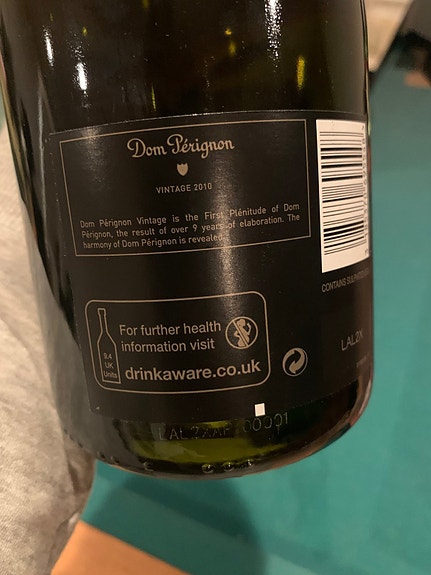 Dom Pérignon
VINTAGE 2010
Dom Pérignon Vintage is the First Plénitude of Dom
Pérignon, the result of over 9 years of elaboration. The
harmony of Dom Pérignon is revealed.
CONTAINS
9.4
UK
Units
For further health
information visit
drinkaware.co.uk
LAL2X